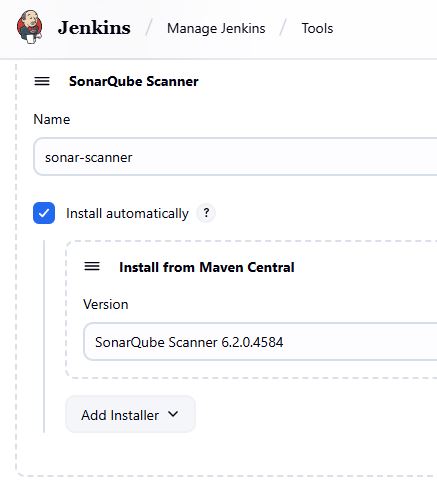 Jenkins / Manage Jenkins / Tools
SonarQube Scanner
Name
sonar-scanner
Install automatically ?
Install from Maven Central
Version
SonarQube Scanner 6.2.0.4584
Add Installer